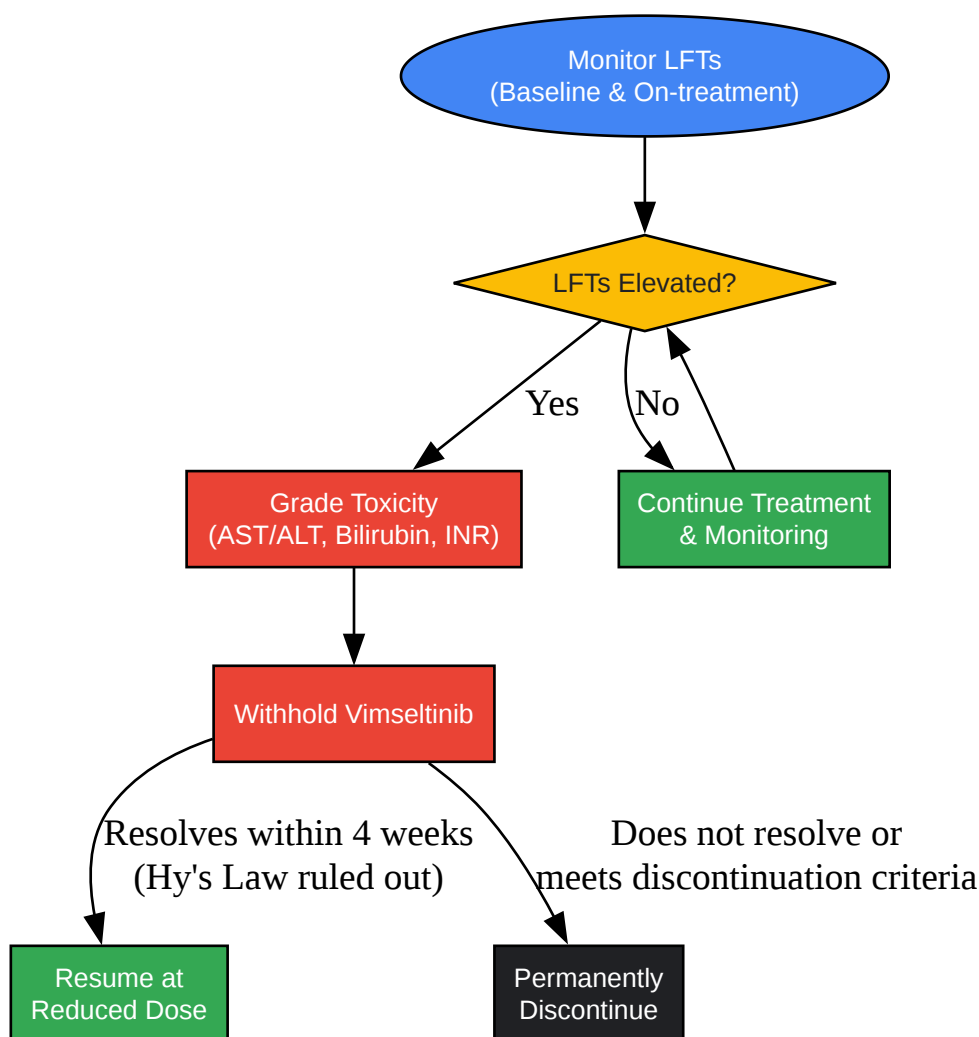 Monitor LFTs
(Baseline & On-treatment)
LFTs Elevated?
Yes
No
Grade Toxicity
(AST/ALT, Bilirubin, INR)
Continue Treatment
& Monitoring
Withhold Vimseltinib
Resolves within 4 weeks
(Hy's Law ruled out)
Does not resolve or
meets discontinuation criteria
Resume at
Reduced Dose
Permanently
Discontinue